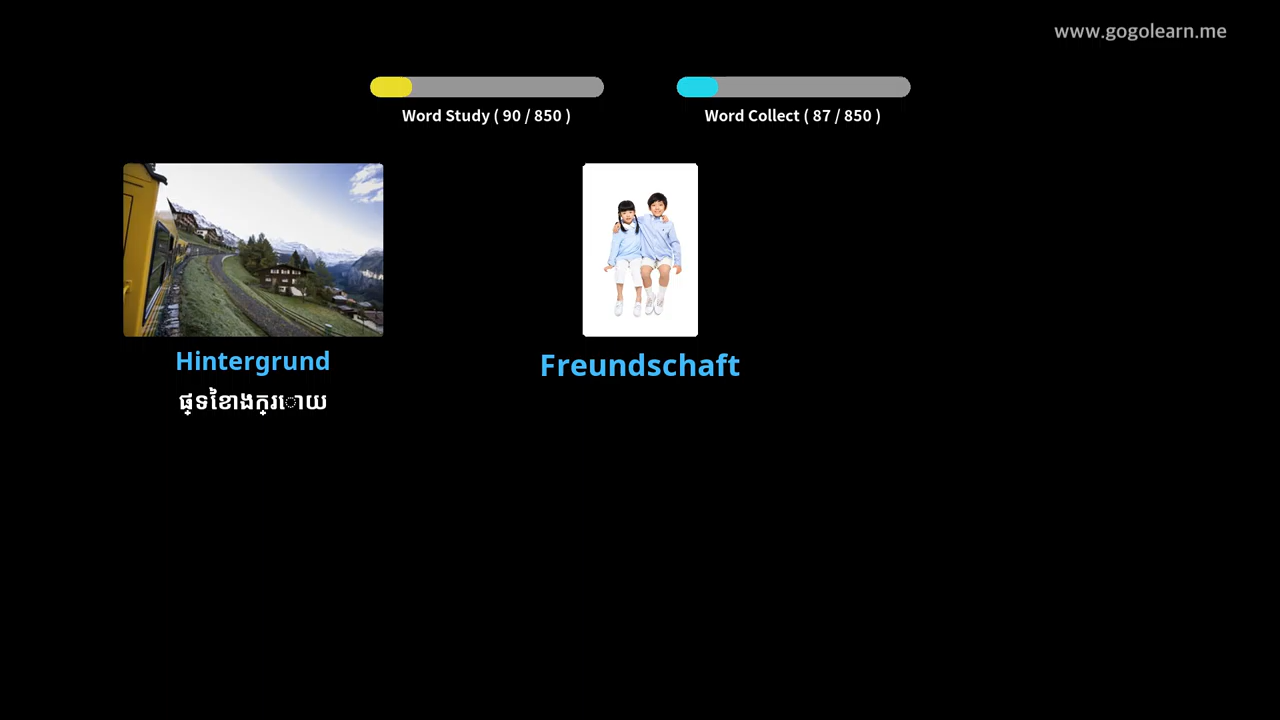 www.gogolearn.me
Word Study ( 90 / 850 )
Word Collect ( 87 / 850 )
Hintergrund
Freundschaft
ផ្ទៃខាងក្រោយ